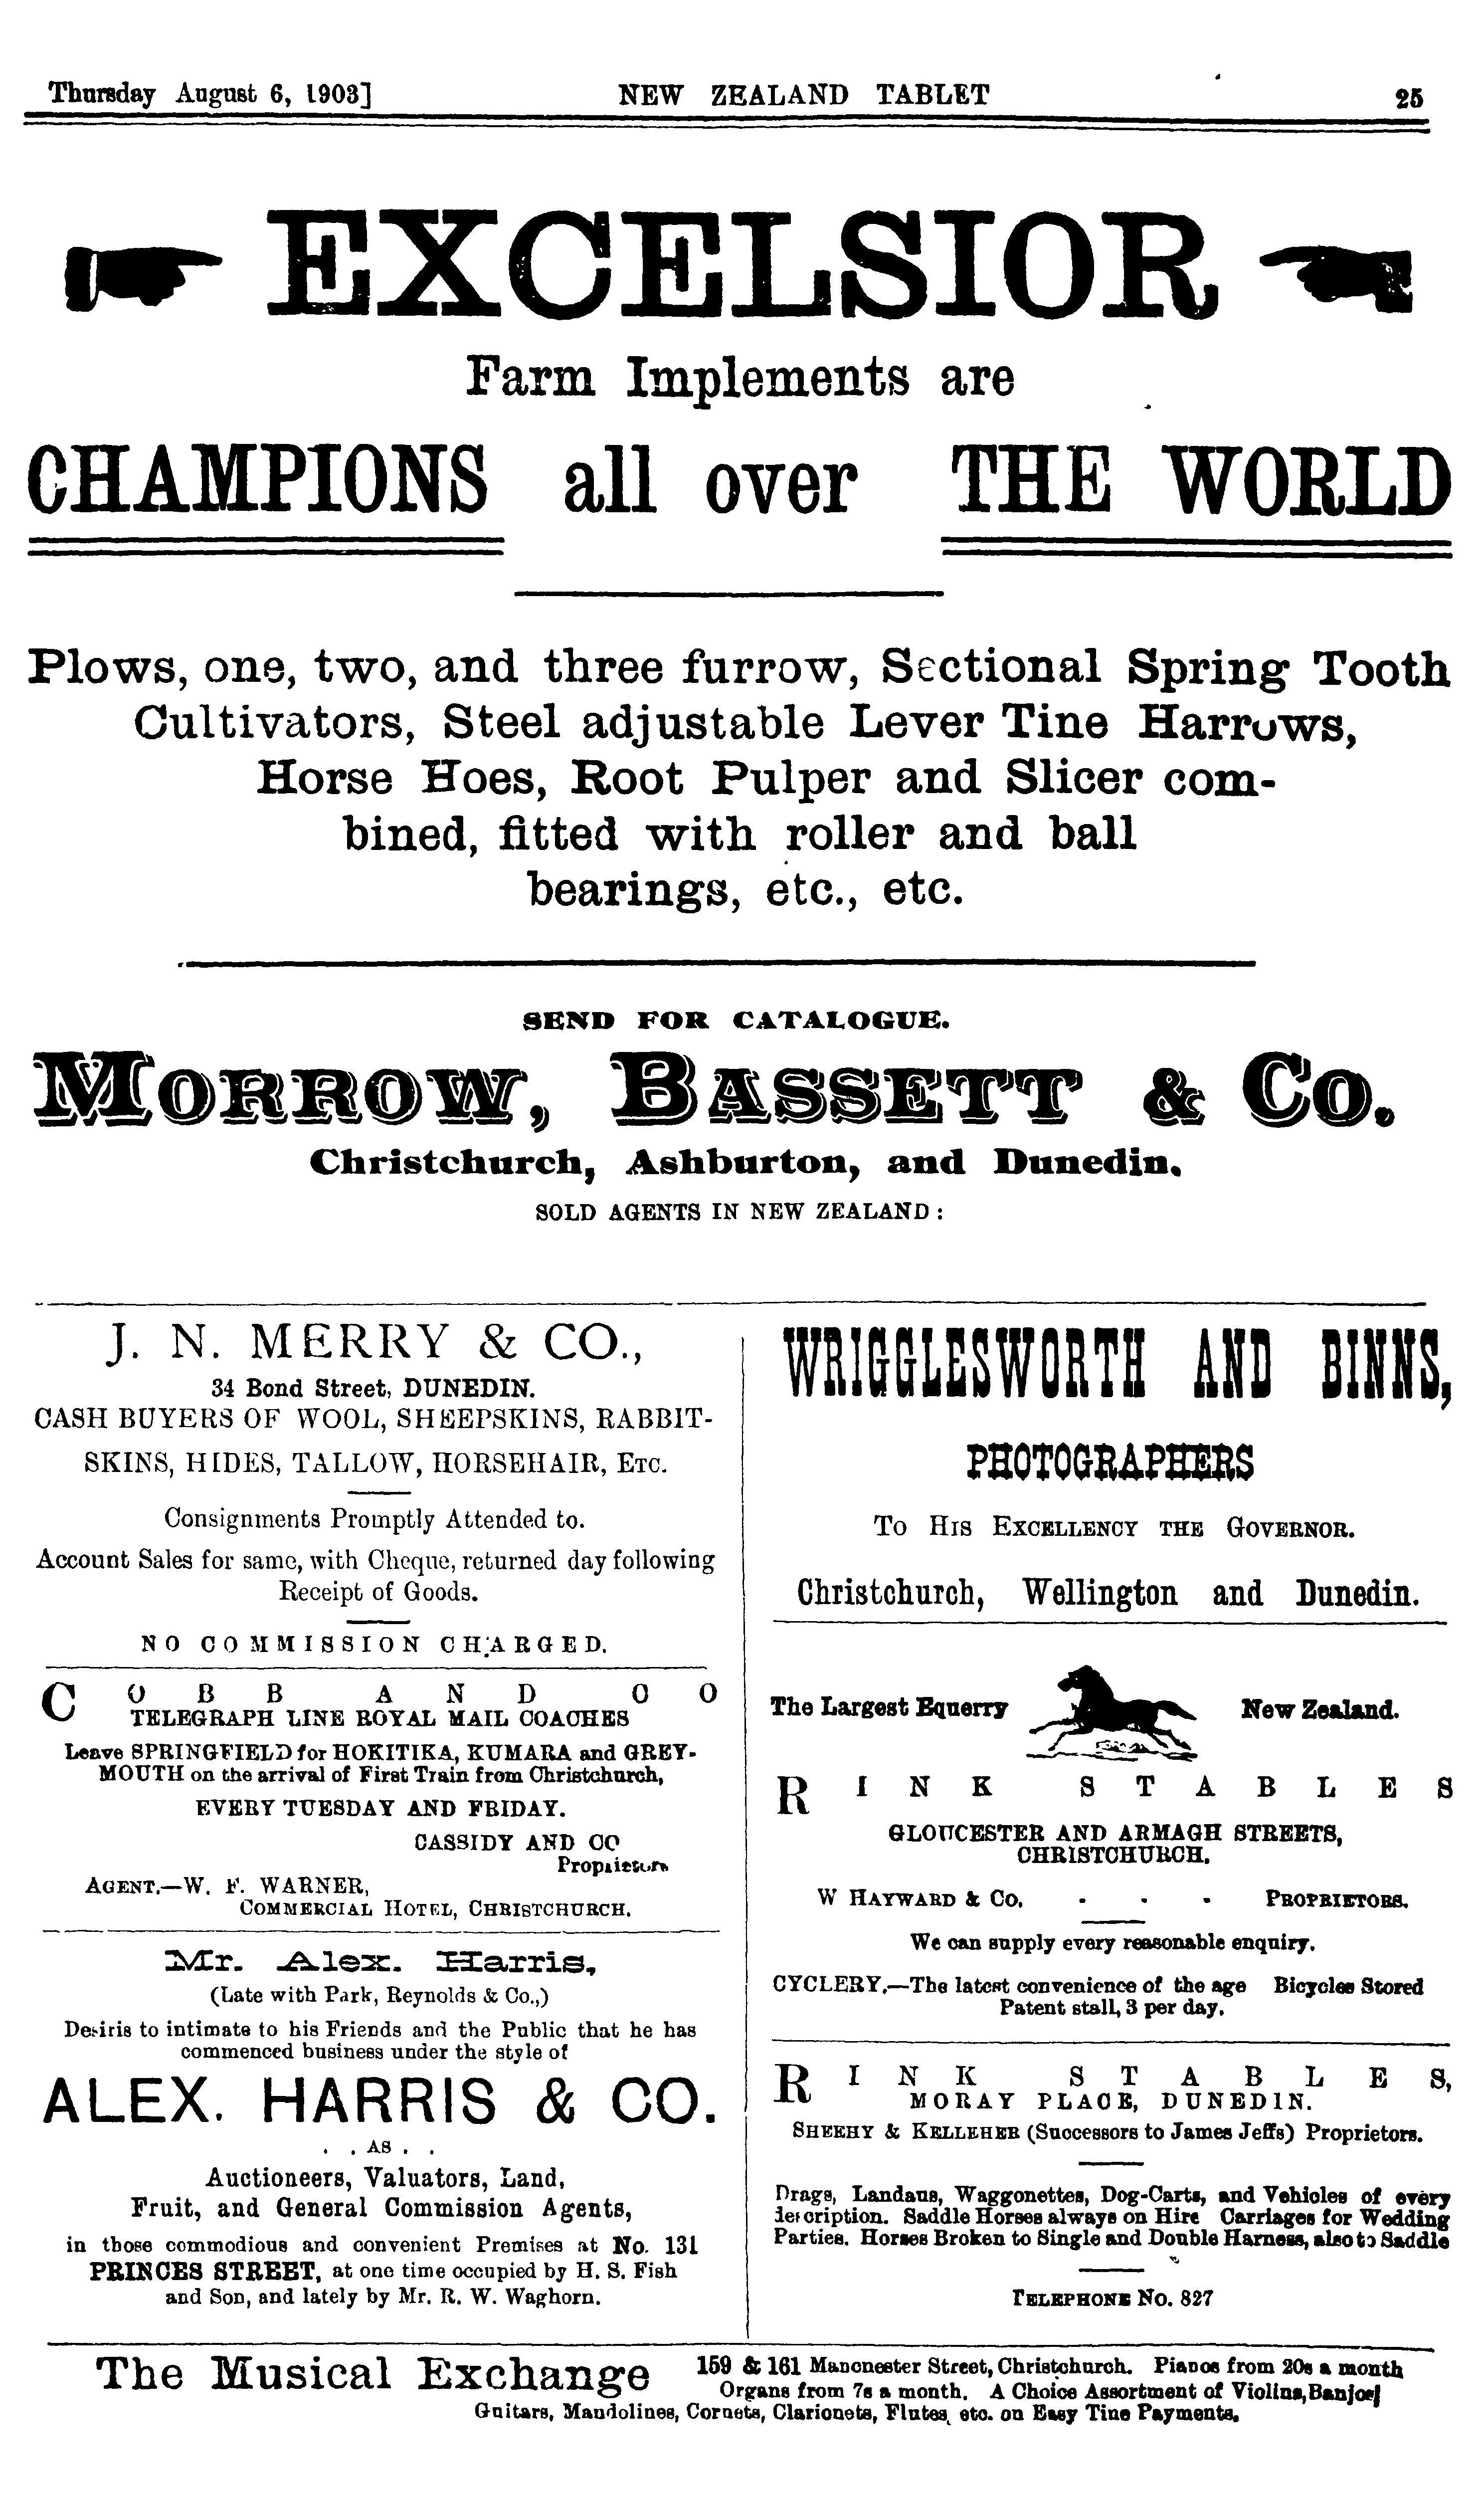 Thursday August 6, 1903] NEW ZEALAND TABLET 25
EXCELSIOR
Farm Implements are
CHAMPIONS all over THE WORLD
Plows, one, two, and three furrow, Sectional Spring Tooth
Cultivators, Steel adjustable Lever Tine Harrows,
Horse Hoes, Root Pulper and Slicer com-
bined, fitted with roller and ball
bearings, etc., etc.
SEND FOR CATALOGUE.
MORROW, BASSETT & CO.
Christchurch, Ashburton, and Dunedin.
SOLD AGENTS IN NEW ZEALAND:
J. N. MERRY & CO.,
34 Bond Street, DUNEDIN.
CASH BUYERS OF WOOL, SHEEPSKINS, RABBIT-
SKINS, HIDES, TALLOW, HORSEHAIR, ETC.
Consignments Promptly Attended to.
Account Sales for same, with Cheque, returned day following
Receipt of Goods.
NO COMMISSION CHARGED.
COBB AND CO
TELEGRAPH LINE ROYAL MAIL COACHES
Leave SPRINGFIELD for HOKITIKA, KUMARA and GREY-
MOUTH on the arrival of First Train from Christchurch,
EVERY TUESDAY AND FRIDAY.
CASSIDY AND CO
Proprietors
AGENT.—W. F. WARNER,
COMMERCIAL HOTEL, CHRISTCHURCH.
Mr. Alex. Harris,
(Late with Park, Reynolds & Co.,)
Desiris to intimate to his Friends and the Public that he has
commenced business under the style of
ALEX. HARRIS & CO.
. . AS . .
Auctioneers, Valuators, Land,
Fruit, and General Commission Agents,
in those commodious and convenient Premises at No. 131
PRINCES STREET, at one time occupied by H. S. Fish
and Son, and lately by Mr. R. W. Waghorn.
WRIGGLESWORTH AND BINNS,
PHOTOGRAPHERS
TO HIS EXCELLENCY THE GOVERNOR.
Christchurch, Wellington and Dunedin.
The Largest Equerry New Zealand.
RINK STABLES
GLOUCESTER AND ARMAGH STREETS,
CHRISTCHURCH.
W HAYWARD & CO. - - - PROPRIETORS.
We can supply every reasonable enquiry.
CYCLERY.—The latest convenience of the age Bicycles Stored
Patent stall, 3 per day.
RINK STABLES,
MORAY PLACE, DUNEDIN.
SHEEHY & KELLEHER (Successors to James Jeffs) Proprietors.
Drags, Landaus, Waggonettes, Dog-Carts, and Vehicles of every
description. Saddle Horses always on Hire Carriages for Wedding
Parties. Horses Broken to Single and Double Harness, also to Saddle
TELEPHONE NO. 827
The Musical Exchange 159 & 161 Manchester Street, Christchurch. Pianos from 20s a month
Organs from 7s a month. A Choice Assortment of Violins, Banjos,
Guitars, Mandolines, Cornets, Clarionets, Flutes, etc. on Easy Time Payments.